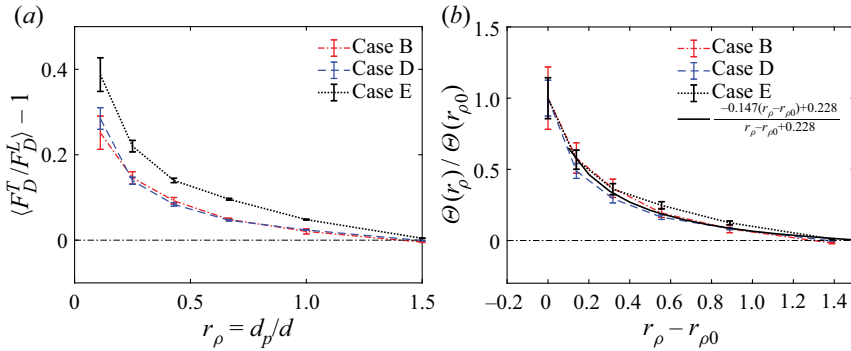 (a)
Case B
Case D
Case E
⟨F_D^T/F_D^L⟩ − 1
0.4
0.2
0
0 0.5 1.0 1.5
r_ρ = d_p/d
(b)
1.5
1.0
0.5
0
Case B
Case D
Case E
−0.147(r_ρ−r_ρ0)+0.228
r_ρ−r_ρ0+0.228
Θ(r_ρ)/Θ(r_ρ0)
−0.2 0 0.2 0.4 0.6 0.8 1.0 1.2 1.4
r_ρ − r_ρ0